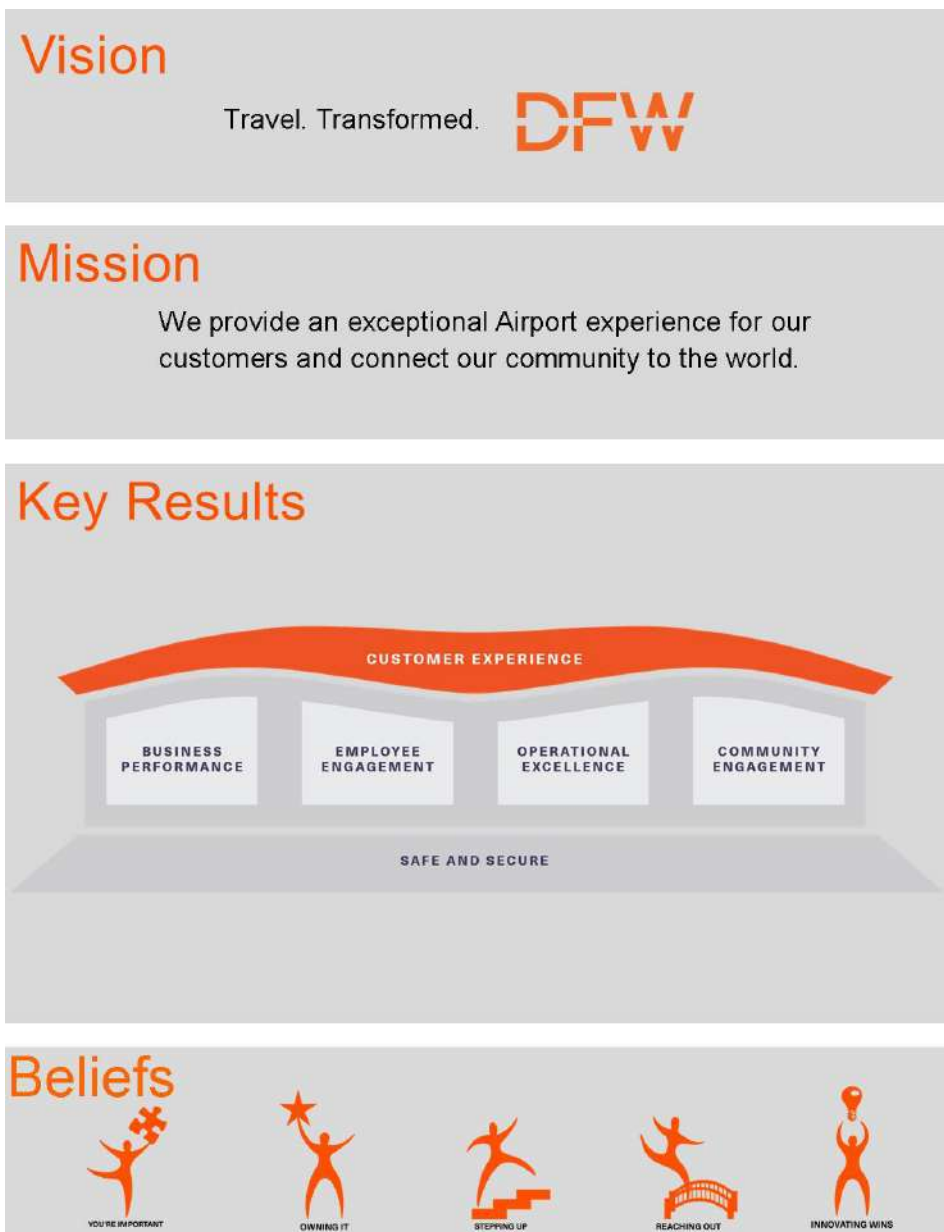 Vision
Travel. Transformed. DFW
Mission
We provide an exceptional Airport experience for our
customers and connect our community to the world.
Key Results
CUSTOMER EXPERIENCE
BUSINESS
PERFORMANCE
EMPLOYEE
ENGAGEMENT
OPERATIONAL
EXCELLENCE
COMMUNITY
ENGAGEMENT
SAFE AND SECURE
Beliefs
YOU'RE IMPORTANT
OWNING IT
STEPPING UP
REACHING OUT
INNOVATING WINS